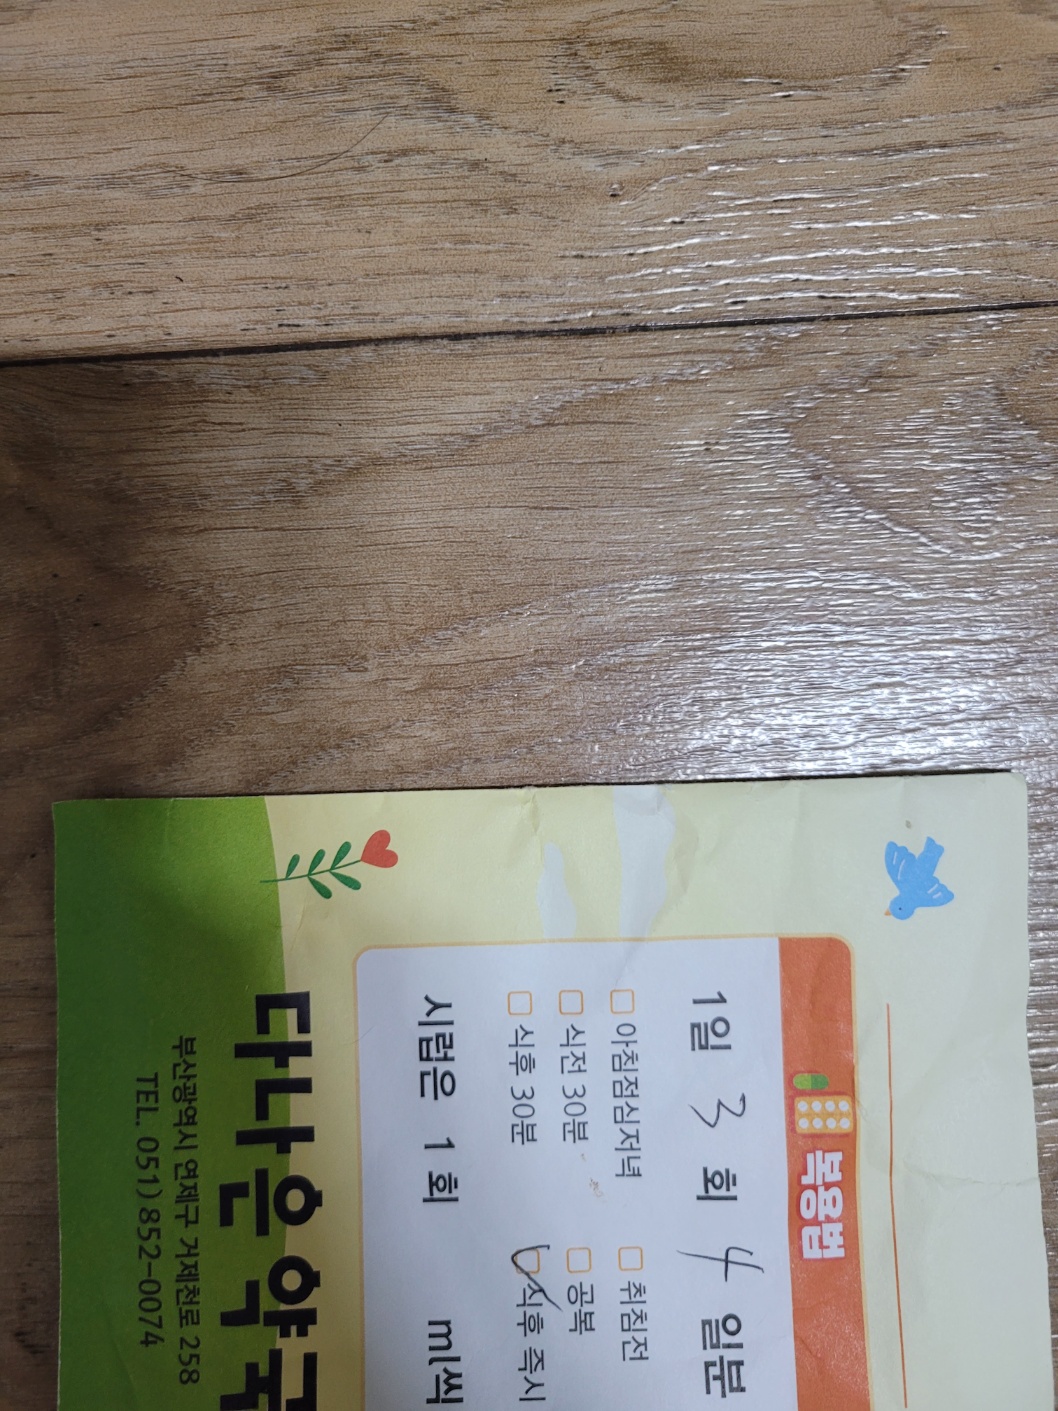 복용법
1일 3 회 4 일분
아침점심저녁 취침전
식전 30분 공복
식후 30분 식후 즉시
시럽은 1 회 ml씩
다나은약국
부산광역시 연제구 거제천로 258
TEL. 051)852-0074